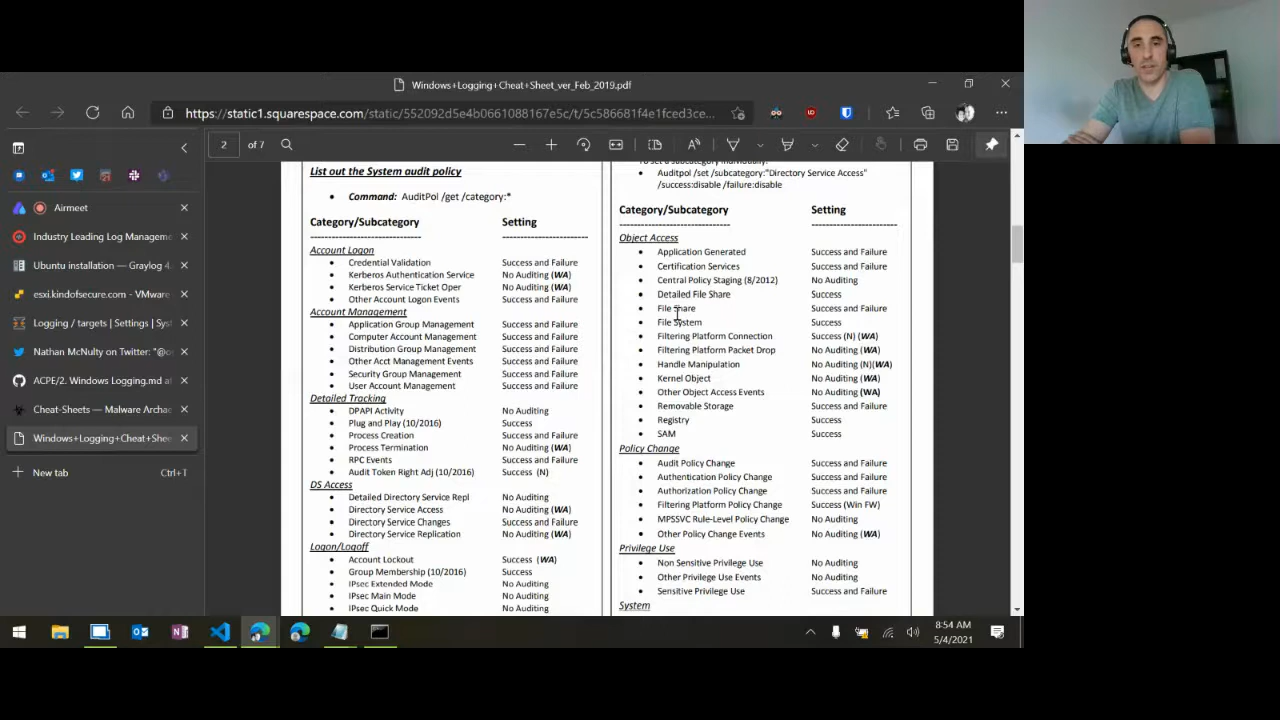 Windows+Logging+Cheat+Sheet_ver_Feb_2019.pdf
https://static1.squarespace.com/static/552092d5e4b0661088167e5c/t/5c586681f4e1fced3ce...
2 of 7
Airmeet
Industry Leading Log Manageme
Ubuntu installation — Graylog 4.
esxi.kindofsecure.com - VMware
Logging / targets | Settings | Syst
Nathan McNulty on Twitter: "@o
ACPE/2. Windows Logging.md at
Cheat-Sheets — Malware Archae
Windows+Logging+Cheat+Shee
New tab
Ctrl+T
List out the System audit policy
• Command: AuditPol /get /category:*
Category/Subcategory Setting
Account Logon
• Credential Validation Success and Failure
• Kerberos Authentication Service No Auditing (WA)
• Kerberos Service Ticket Oper No Auditing (WA)
• Other Account Logon Events Success and Failure
Account Management
• Application Group Management Success and Failure
• Computer Account Management Success and Failure
• Distribution Group Management Success and Failure
• Other Acct Management Events Success and Failure
• Security Group Management Success and Failure
• User Account Management Success and Failure
Detailed Tracking
• DPAPI Activity No Auditing
• Plug and Play (10/2016) Success
• Process Creation Success and Failure
• Process Termination No Auditing (WA)
• RPC Events Success and Failure
• Audit Token Right Adj (10/2016) Success (N)
DS Access
• Detailed Directory Service Repl No Auditing
• Directory Service Access No Auditing (WA)
• Directory Service Changes Success and Failure
• Directory Service Replication No Auditing (WA)
Logon/Logoff
• Account Lockout Success (WA)
• Group Membership (10/2016) Success
• IPsec Extended Mode No Auditing
• IPsec Main Mode No Auditing
• IPsec Quick Mode No Auditing
To set a subcategory individually:
• Auditpol /set /subcategory:"Directory Service Access"
/success:disable /failure:disable
Category/Subcategory Setting
Object Access
• Application Generated Success and Failure
• Certification Services Success and Failure
• Central Policy Staging (8/2012) No Auditing
• Detailed File Share Success
• File Share Success and Failure
• File System Success
• Filtering Platform Connection Success (N) (WA)
• Filtering Platform Packet Drop No Auditing (WA)
• Handle Manipulation No Auditing (N)(WA)
• Kernel Object No Auditing (WA)
• Other Object Access Events No Auditing (WA)
• Removable Storage Success and Failure
• Registry Success
• SAM Success
Policy Change
• Audit Policy Change Success and Failure
• Authentication Policy Change Success and Failure
• Authorization Policy Change Success and Failure
• Filtering Platform Policy Change Success (Win FW)
• MPSSVC Rule-Level Policy Change No Auditing
• Other Policy Change Events No Auditing (WA)
Privilege Use
• Non Sensitive Privilege Use No Auditing
• Other Privilege Use Events No Auditing
• Sensitive Privilege Use Success and Failure
System
8:54 AM
5/4/2021